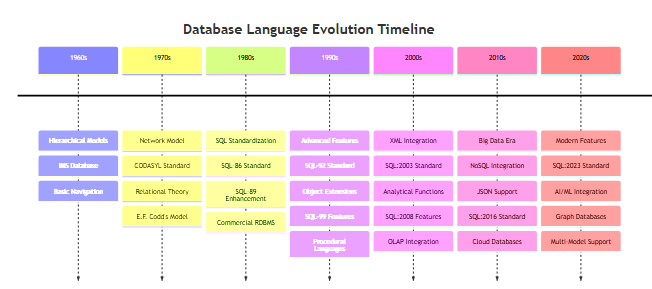 Database Language Evolution Timeline
1960s
1970s
1980s
1990s
2000s
2010s
2020s
Hierarchical Models
IMS Database
Basic Navigation
Network Model
CODASYL Standard
Relational Theory
E.F. Codd's Model
SQL Standardization
SQL-86 Standard
SQL-89
Enhancement
Commercial RDBMS
Advanced Features
SQL-92 Standard
Object Extensions
SQL-99 Features
Procedural
Languages
XML Integration
SQL:2003 Standard
Analytical Functions
SQL:2008 Features
OLAP Integration
Big Data Era
NoSQL Integration
JSON Support
SQL:2016 Standard
Cloud Databases
Modern Features
SQL:2023 Standard
AI/ML Integration
Graph Databases
Multi-Model Support